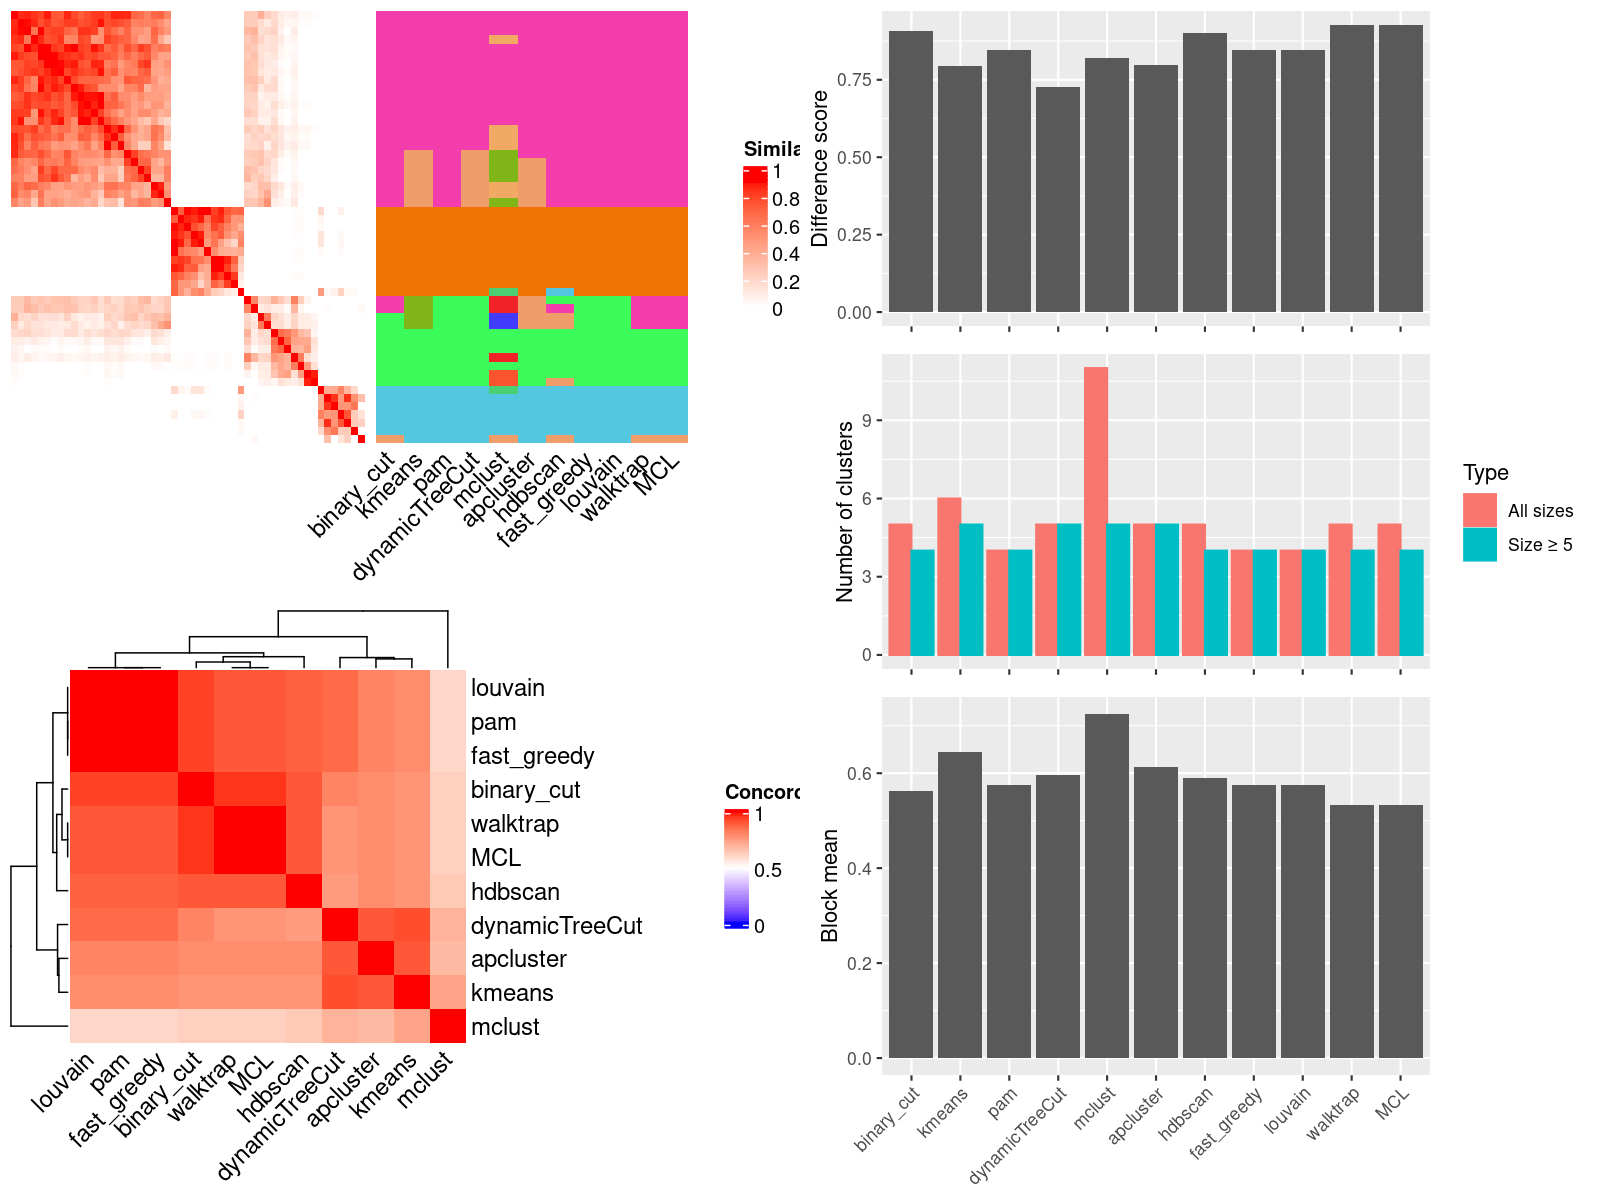 Simila
1
0.8
0.6
0.4
0.2
0
binary_cut
kmeans
pam
dynamicTreeCut
mclust
apcluster
hdbscan
fast_greedy
louvain
walktrap
MCL
Difference score
0.75
0.50
0.25
0.00
Number of clusters
9
6
3
0
Type
All sizes
Size ≥ 5
Block mean
0.6
0.4
0.2
0.0
binary_cut
kmeans
pam
dynamicTreeCut
mclust
apcluster
hdbscan
fast_greedy
louvain
walktrap
MCL
louvain
pam
fast_greedy
binary_cut
walktrap
MCL
hdbscan
dynamicTreeCut
apcluster
kmeans
mclust
louvain
pam
fast_greedy
binary_cut
walktrap
MCL
hdbscan
dynamicTreeCut
apcluster
kmeans
mclust
Concord
1
0.5
0